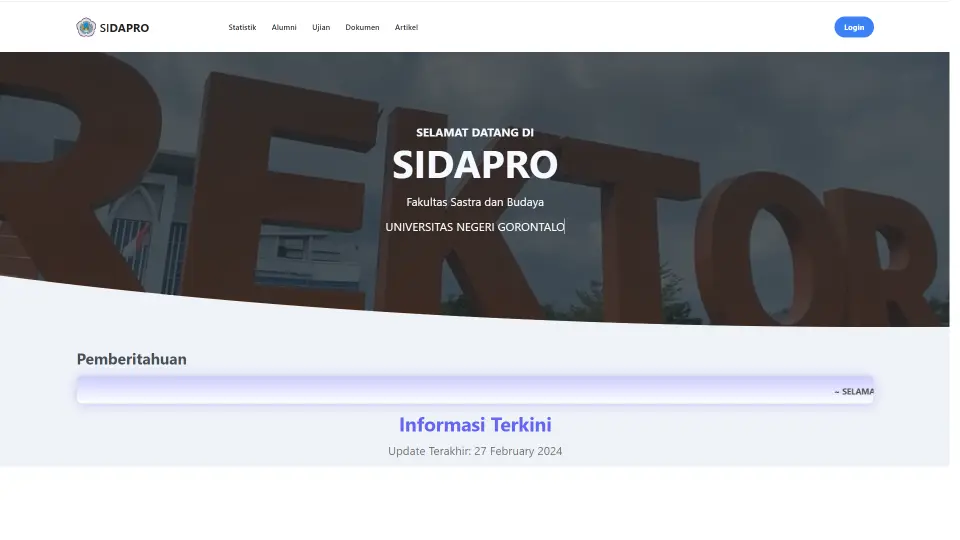 SIDAPRO
Statistik
Alumni
Ujian
Dokumen
Artikel
Login
REKTOR
SELAMAT DATANG DI
SIDAPRO
Fakultas Sastra dan Budaya
UNIVERSITAS NEGERI GORONTALO
Pemberitahuan
~ SELAMA
Informasi Terkini
Update Terakhir: 27 February 2024